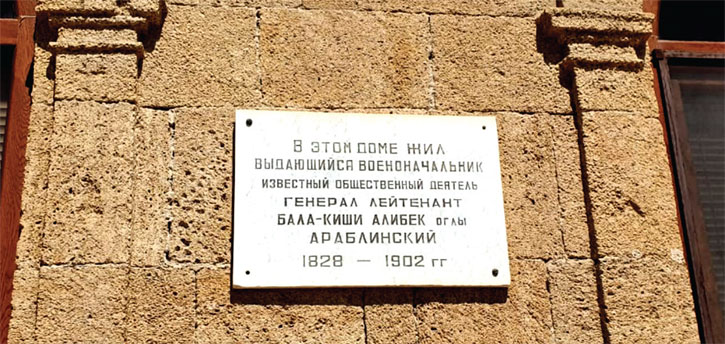 В ЭТОМ ДОМЕ ЖИЛ
ВЫДАЮЩИЙСЯ ВОЕНОНАЧАЛЬНИК
ИЗВЕСТНЫЙ ОБЩЕСТВЕННЫЙ ДЕЯТЕЛЬ
ГЕНЕРАЛ ЛЕЙТЕНАНТ
БАЛА-КИШИ АЛИБЕК ОГЛЫ
АРАБЛИНСКИЙ
1828 — 1902 ГГ